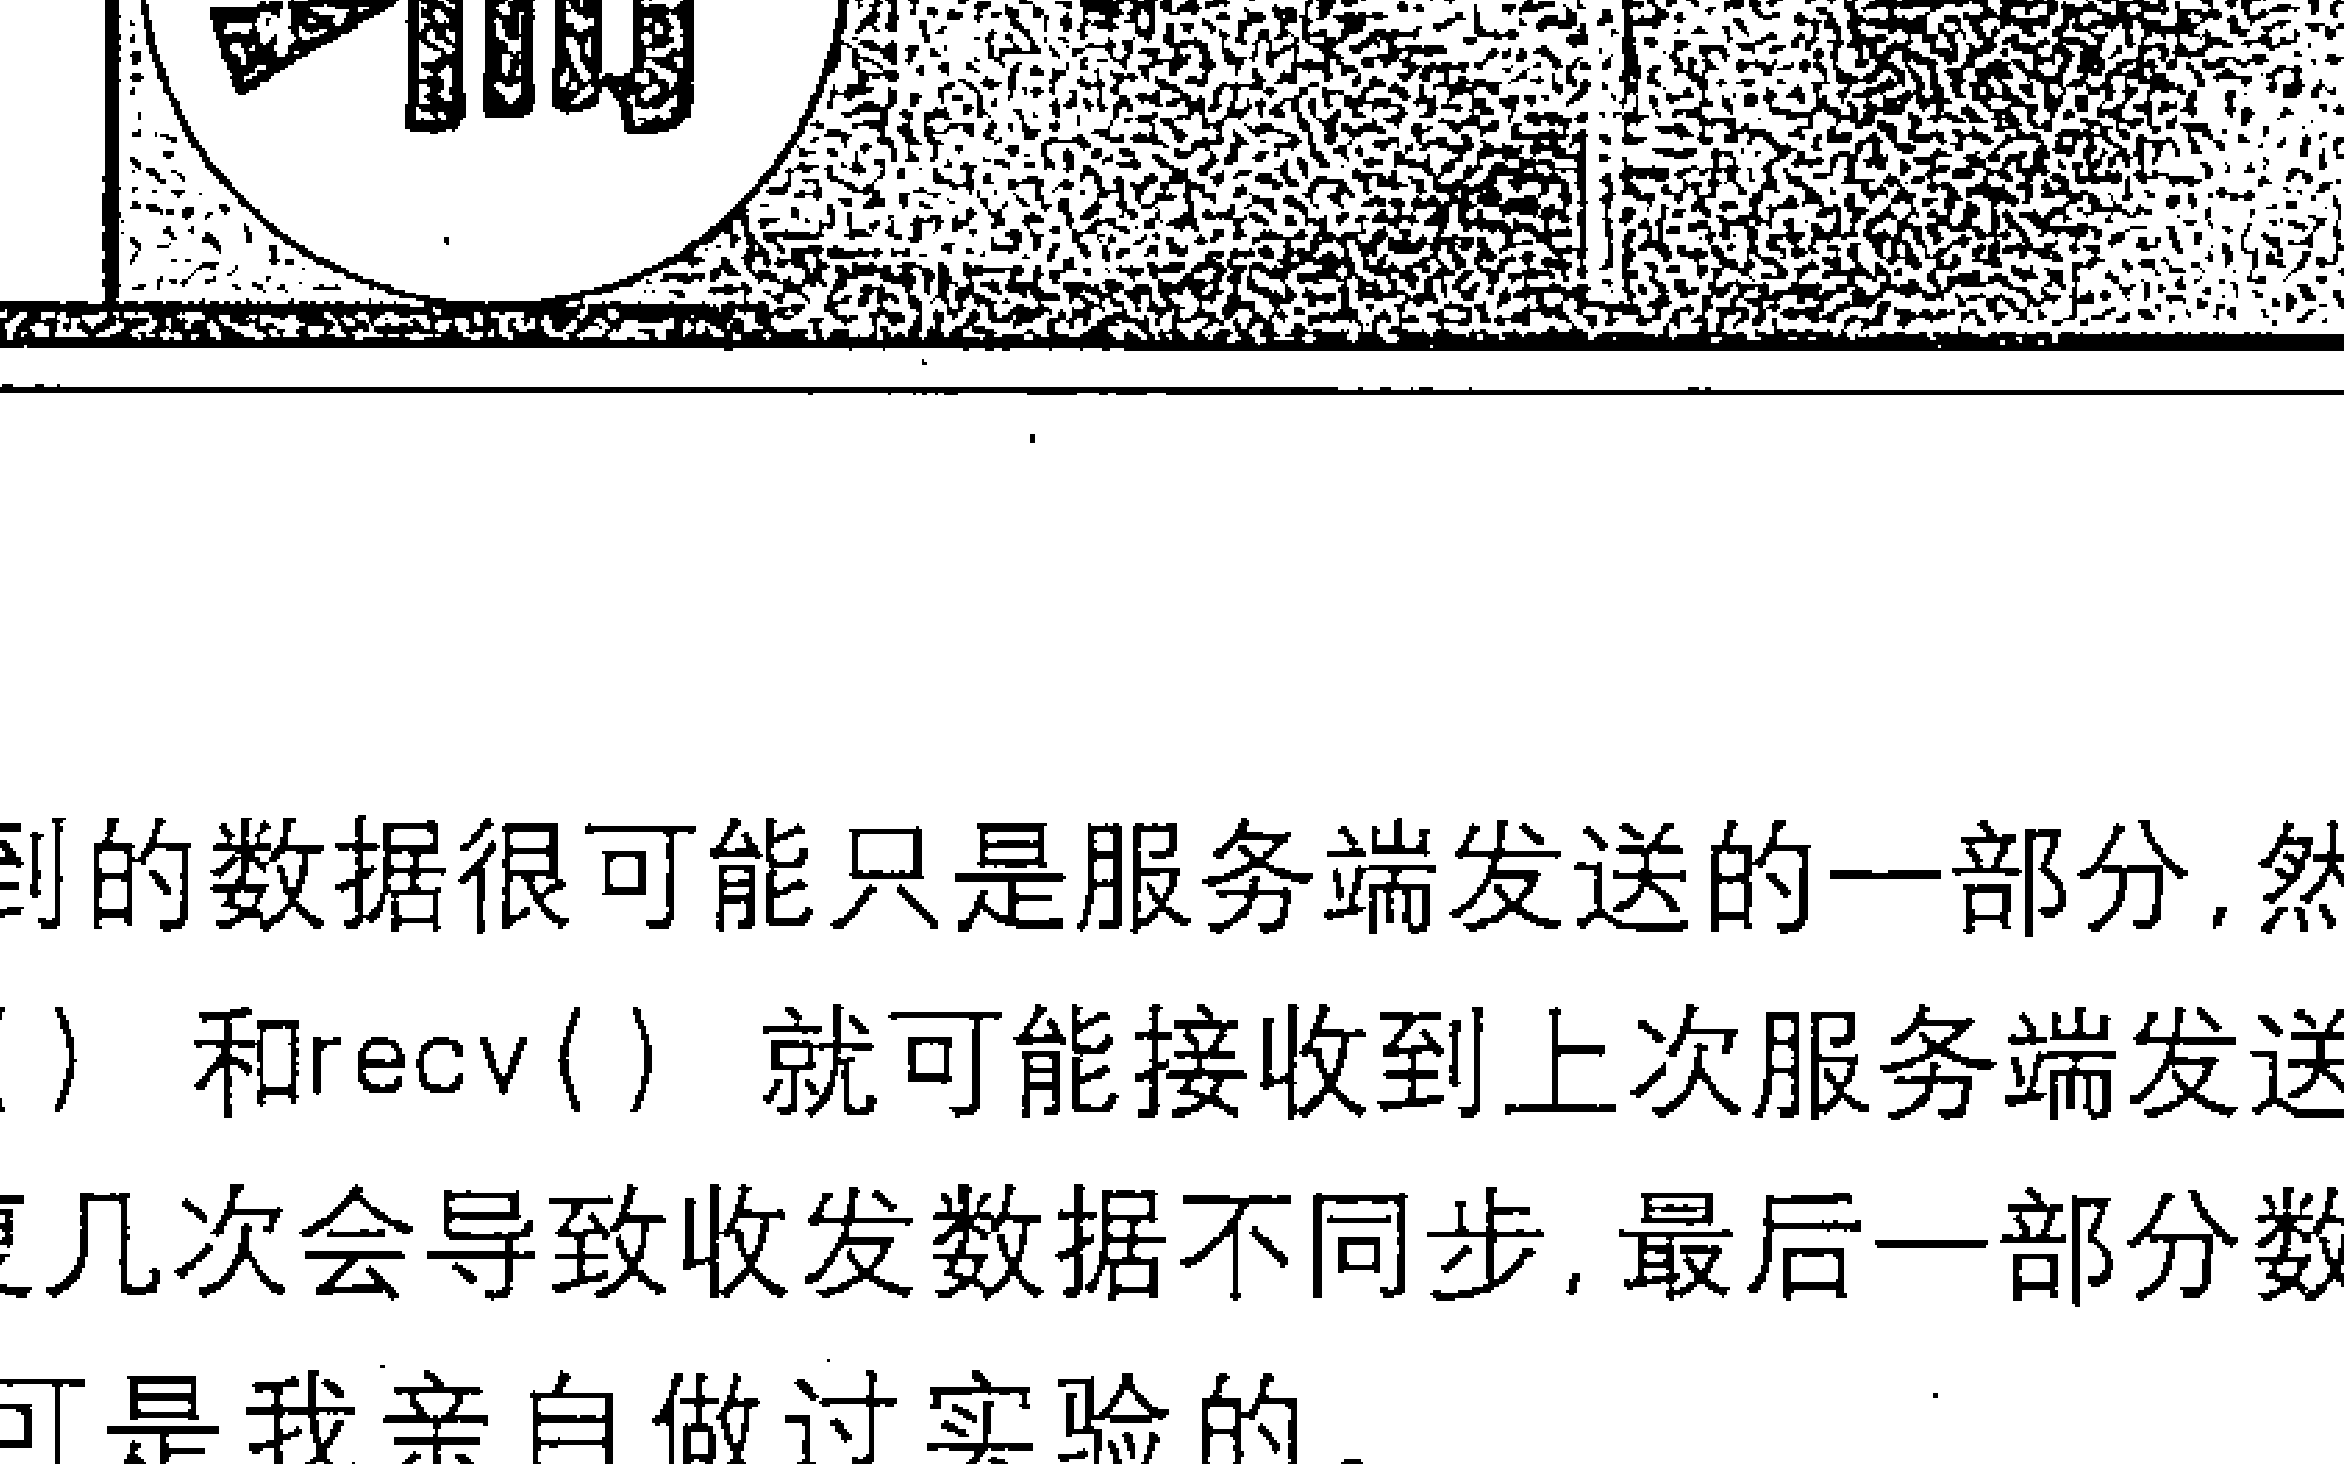 到的数据很可能只是服务端发送的一部分,然
() 和recv() 就可能接收到上次服务端发送
复几次会导致收发数据不同步,最后一部分数
可是我亲自做过实验的。